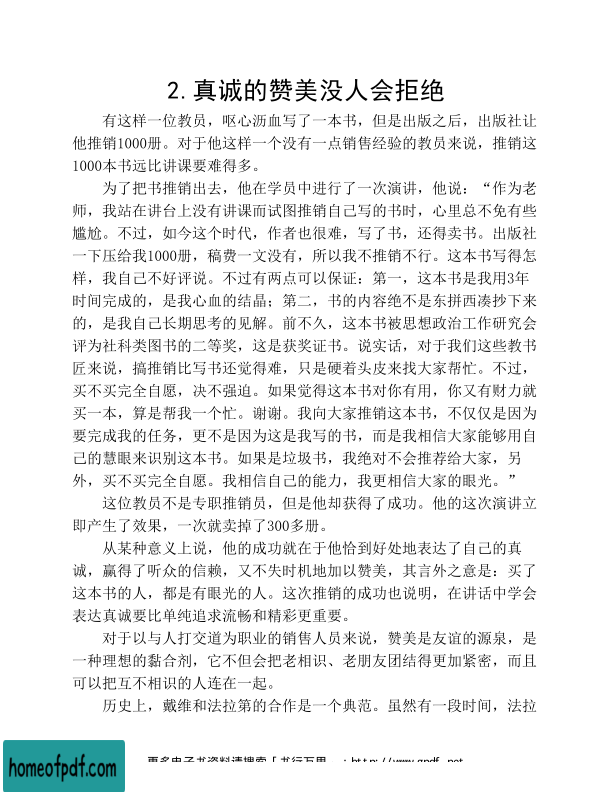 2.真诚的赞美没人会拒绝
有这样一位教员，呕心沥血写了一本书，但是出版之后，出版社让
他推销1000册。对于他这样一个没有一点销售经验的教员来说，推销这
1000本书远比讲课要难得多。
为了把书推销出去，他在学员中进行了一次演讲，他说：“作为老
师，我站在讲台上没有讲课而试图推销自己写的书时，心里总不免有些
尴尬。不过，如今这个时代，作者也很难，写了书，还得卖书。出版社
一下压给我1000册，稿费一文没有，所以我不推销不行。这本书写得怎
样，我自己不好评说。不过有两点可以保证：第一，这本书是我用3年
时间完成的，是我心血的结晶；第二，书的内容绝不是东拼西凑抄下来
的，是我自己长期思考的见解。前不久，这本书被思想政治工作研究会
评为社科类图书的二等奖，这是获奖证书。说实话，对于我们这些教书
匠来说，搞推销比写书还觉得难，只是硬着头皮来找大家帮忙。不过，
买不买完全自愿，决不强迫。如果觉得这本书对你有用，你又有财力就
买一本，算是帮我一个忙。谢谢。我向大家推销这本书，不仅仅是因为
要完成我的任务，更不是因为这是我写的书，而是我相信大家能够用自
己的慧眼来识别这本书。如果是垃圾书，我绝对不会推荐给大家，另
外，买不买完全自愿。我相信自己的能力，我更相信大家的眼光。”
这位教员不是专职推销员，但是他却获得了成功。他的这次演讲立
即产生了效果，一次就卖掉了300多册。
从某种意义上说，他的成功就在于他恰到好处地表达了自己的真
诚，赢得了听众的信赖，又不失时机地加以赞美，其言外之意是：买了
这本书的人，都是有眼光的人。这次推销的成功也说明，在讲话中学会
表达真诚要比单纯追求流畅和精彩更重要。
对于以与人打交道为职业的销售人员来说，赞美是友谊的源泉，是
一种理想的黏合剂，它不但会把老相识、老朋友团结得更加紧密，而且
可以把互不相识的人连在一起。
历史上，戴维和法拉第的合作是一个典范。虽然有一段时间，法拉
更多电子书资料请搜索「书行万里
homeofpdf.com